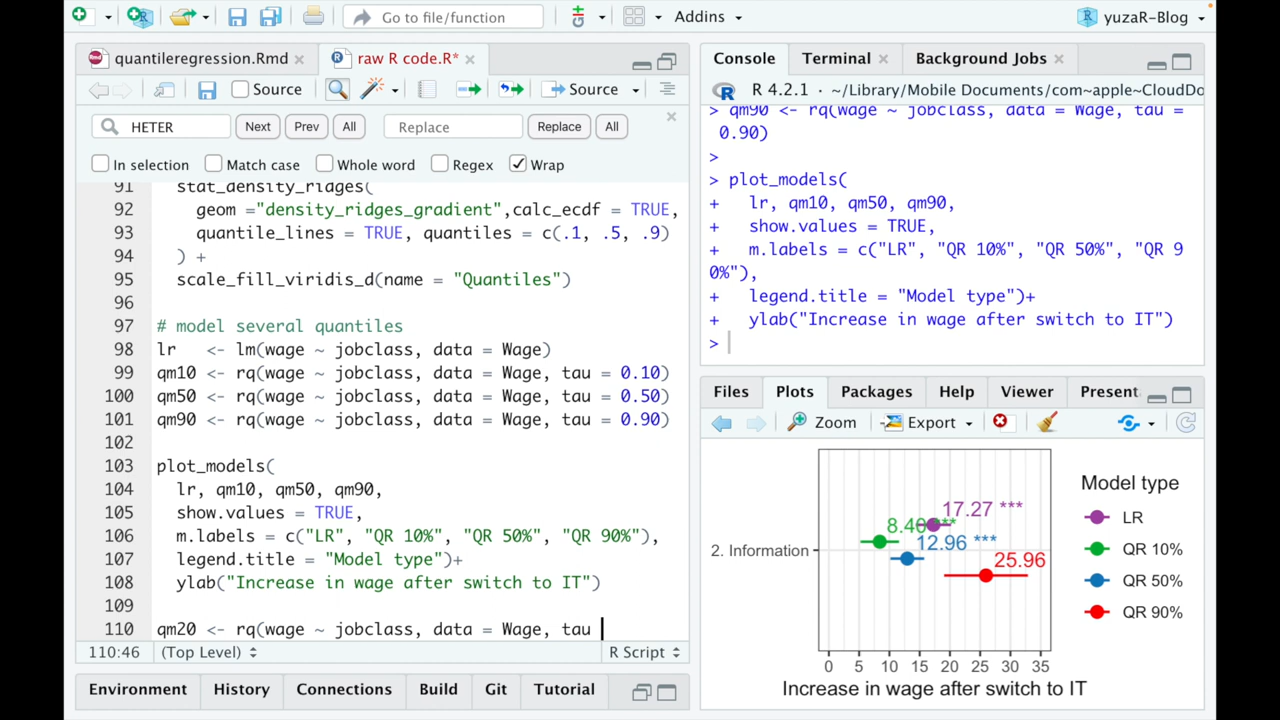 Go to file/function
Addins
yuzaR-Blog
quantileregression.Rmd
raw R code.R*
Source
Source
HETER
Next
Prev
All
Replace
Replace
All
In selection
Match case
Whole word
Regex
Wrap
91 stat_density_ridges(
92 geom ="density_ridges_gradient",calc_ecdf = TRUE,
93 quantile_lines = TRUE, quantiles = c(.1, .5, .9)
94 ) +
95 scale_fill_viridis_d(name = "Quantiles")
96
97 # model several quantiles
98 lr <- lm(wage ~ jobclass, data = Wage)
99 qm10 <- rq(wage ~ jobclass, data = Wage, tau = 0.10)
100 qm50 <- rq(wage ~ jobclass, data = Wage, tau = 0.50)
101 qm90 <- rq(wage ~ jobclass, data = Wage, tau = 0.90)
102
103 plot_models(
104 lr, qm10, qm50, qm90,
105 show.values = TRUE,
106 m.labels = c("LR", "QR 10%", "QR 50%", "QR 90%"),
107 legend.title = "Model type")+
108 ylab("Increase in wage after switch to IT")
109
110 qm20 <- rq(wage ~ jobclass, data = Wage, tau
110:46 (Top Level) R Script
Environment
History
Connections
Build
Git
Tutorial
Console
Terminal
Background Jobs
R 4.2.1 · ~/Library/Mobile Documents/com~apple~CloudDo
> qm90 <- rq(wage ~ jobclass, data = Wage, tau =
0.90)
>
> plot_models(
+ lr, qm10, qm50, qm90,
+ show.values = TRUE,
+ m.labels = c("LR", "QR 10%", "QR 50%", "QR 9
0%"),
+ legend.title = "Model type")+
+ ylab("Increase in wage after switch to IT")
>
Files
Plots
Packages
Help
Viewer
Present
Zoom
Export
Model type
17.27 ***
LR
8.40 ***
12.96 ***
QR 10%
2. Information
25.96
QR 50%
QR 90%
0 5 10 15 20 25 30 35
Increase in wage after switch to IT